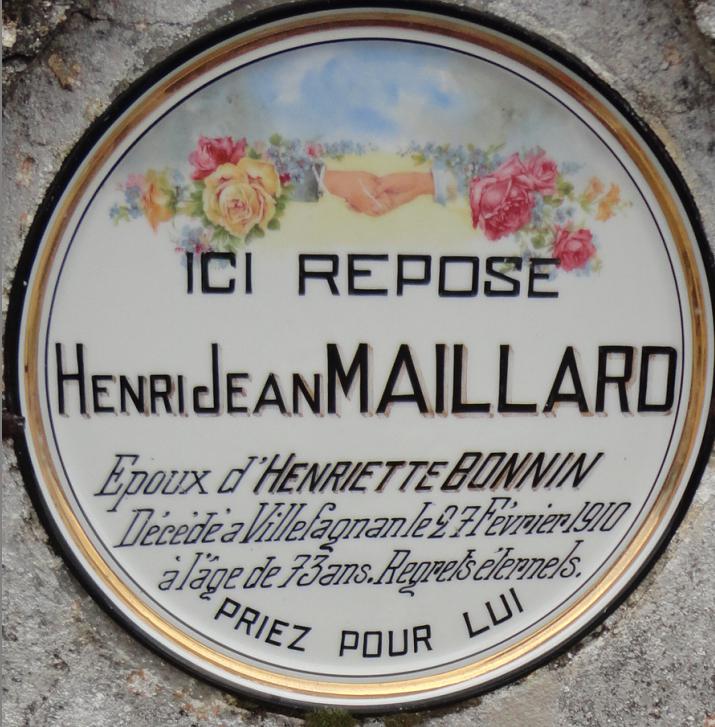 ICI REPOSE
HENRI JEAN MAILLARD
Epoux d'HENRIETTE BONNIN
Décédé a Villefagnan le 27 Février 1910
à l'âge de 73 ans. Regrets éternels.
PRIEZ POUR LUI